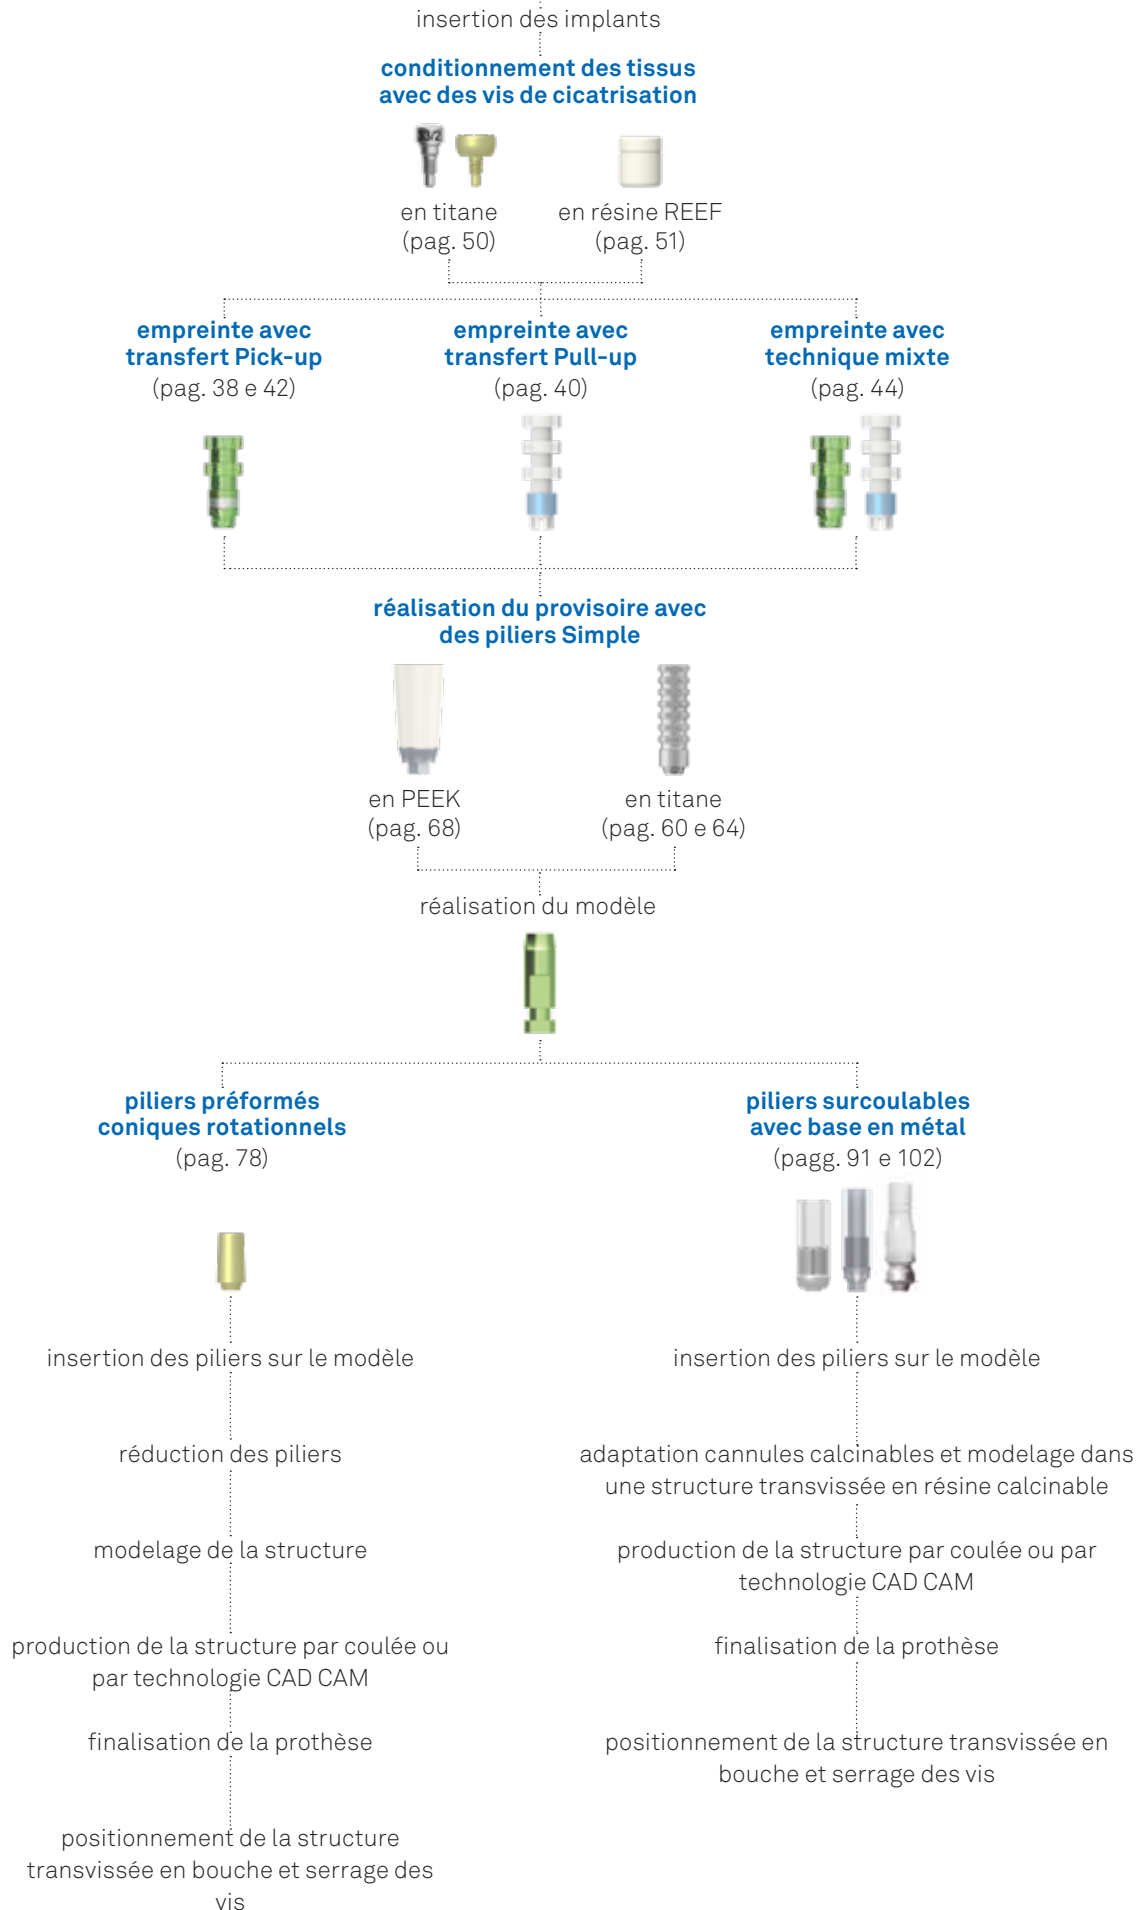 insertion des implants
conditionnement des tissus
avec des vis de cicatrisation
33/2
en titane
(pag. 50)
en résine REEF
(pag. 51)
empreinte avec
transfert Pick-up
(pag. 38 e 42)
empreinte avec
transfert Pull-up
(pag. 40)
empreinte avec
technique mixte
(pag. 44)
réalisation du provisoire avec
des piliers Simple
en PEEK
(pag. 68)
en titane
(pag. 60 e 64)
réalisation du modèle
piliers préformés
coniques rotationnels
(pag. 78)
piliers surcoulables
avec base en métal
(pagg. 91 e 102)
insertion des piliers sur le modèle
réduction des piliers
modelage de la structure
production de la structure par coulée ou
par technologie CAD CAM
finalisation de la prothèse
positionnement de la structure
transvissée en bouche et serrage des
vis
insertion des piliers sur le modèle
adaptation cannules calcinables et modelage dans
une structure transvissée en résine calcinable
production de la structure par coulée ou par
technologie CAD CAM
finalisation de la prothèse
positionnement de la structure transvissée en
bouche et serrage des vis